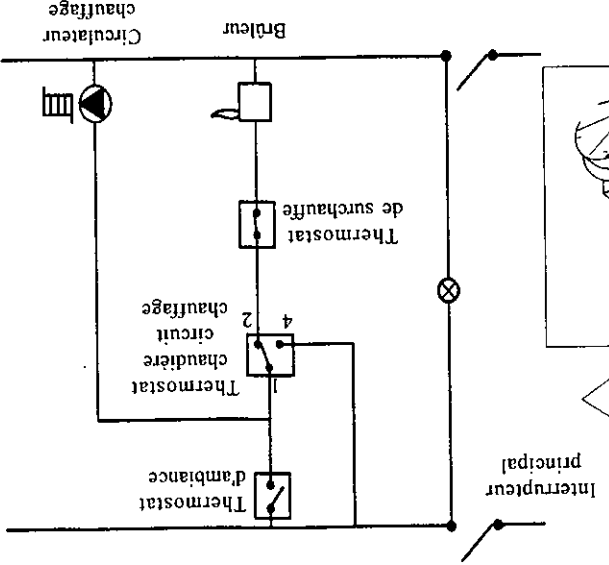 Interrupteur
principal
Thermostat
d'ambiance
1
Thermostat
chaudière
circuit
chauffage
4
2
Thermostat
de surchauffe
Brûleur
Circulateur
chauffage